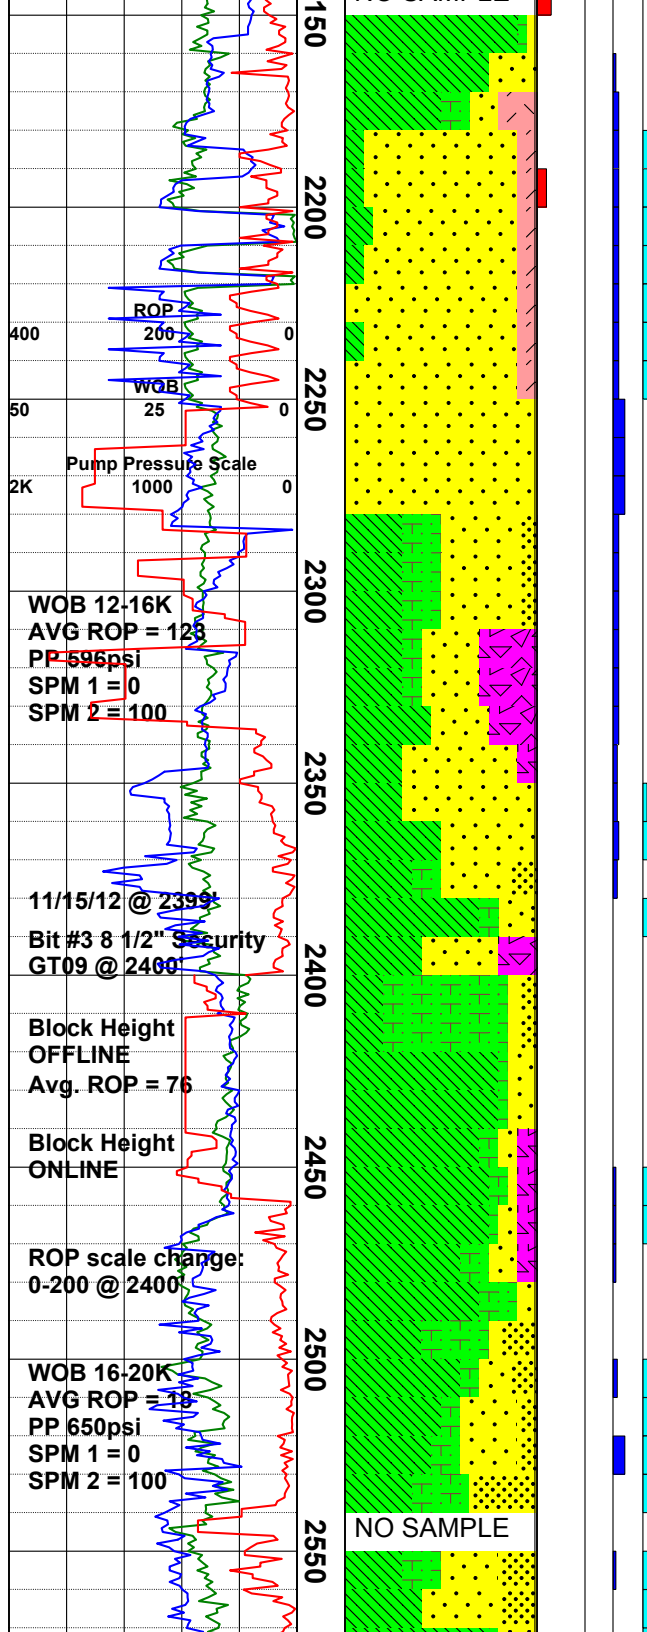 150
2200
ROP
400 200 0
WOB
2250
50 25 0
Pump Pressure Scale
2K 1000 0
2300
WOB 12-16K
AVG ROP = 123
PP 596psi
SPM 1 = 0
SPM 2 = 100
2350
11/15/12 @ 2399'
Bit #3 8 1/2" Security
GT09 @ 2400'
2400
Block Height
OFFLINE
Avg. ROP = 76
Block Height
ONLINE
2450
ROP scale change:
0-200 @ 2400'
2500
WOB 16-20K
AVG ROP = 18
PP 650psi
SPM 1 = 0
SPM 2 = 100
NO SAMPLE
2550